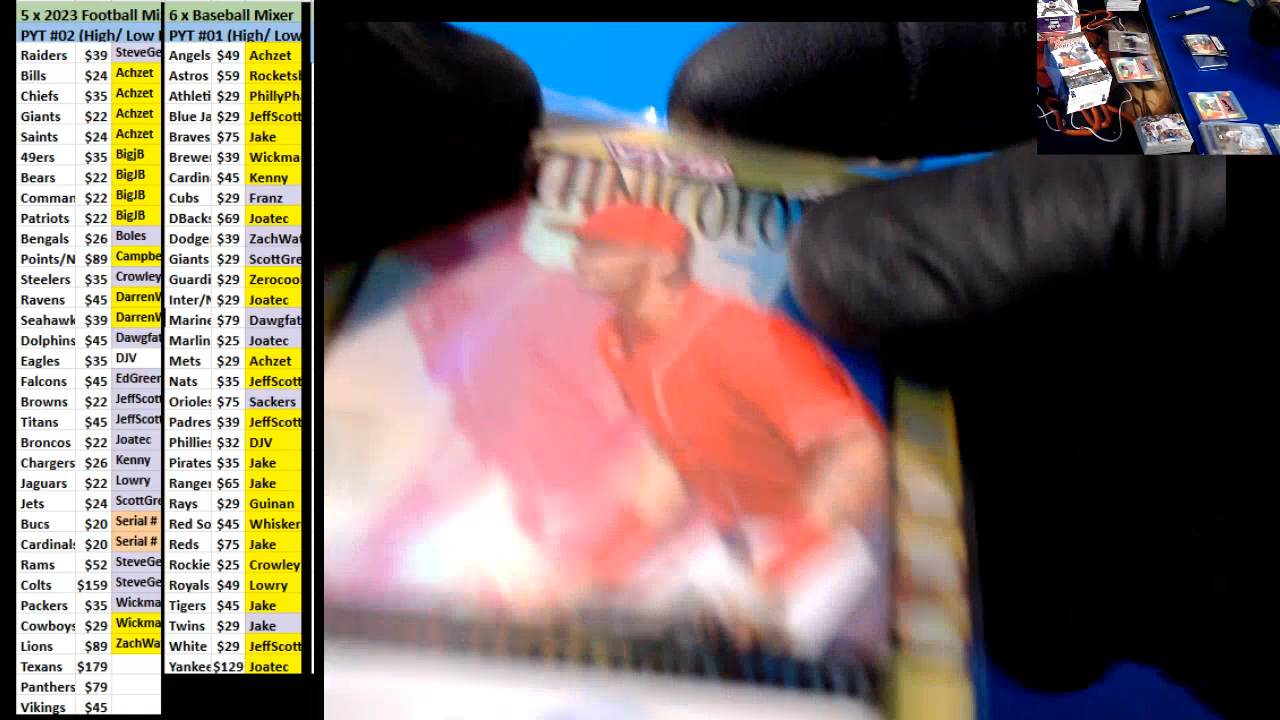 5 x 2023 Football Mi
PYT #02 (High/ Low
Raiders $39 SteveGe
Bills $24 Achzet
Chiefs $35 Achzet
Giants $22 Achzet
Saints $24 Achzet
49ers $35 BigjB
Bears $22 BigJB
Comman $22 BigJB
Patriots $22 BigJB
Bengals $26 Boles
Points/N $89 Campbe
Steelers $35 Crowley
Ravens $45 DarrenW
Seahawk $39 DarrenW
Dolphins $45 Dawgfat
Eagles $35 DJV
Falcons $45 EdGreer
Browns $22 JeffScott
Titans $45 JeffScott
Broncos $22 Joatec
Chargers $26 Kenny
Jaguars $22 Lowry
Jets $24 ScottGre
Bucs $20 Serial #
Cardinals $20 Serial #
Rams $52 SteveGe
Colts $159 SteveGe
Packers $35 Wickma
Cowboys $29 Wickma
Lions $89 ZachWa
Texans $179
Panthers $79
Vikings $45
6 x Baseball Mixer
PYT #01 (High/ Low
Angels $49 Achzet
Astros $59 Rocketsl
Athleti $29 PhillyPha
Blue Ja $29 JeffScott
Braves $75 Jake
Brewer $39 Wickma
Cardin $45 Kenny
Cubs $29 Franz
DBacks $69 Joatec
Dodge $39 ZachWat
Giants $29 ScottGre
Guardi $29 Zerocool
Inter/N $29 Joatec
Marine $79 Dawgfat
Marlin $25 Joatec
Mets $29 Achzet
Nats $35 JeffScott
Orioles $75 Sackers
Padres $39 JeffScott
Phillies $32 DJV
Pirates $35 Jake
Ranger $65 Jake
Rays $29 Guinan
Red So $45 Whisker
Reds $75 Jake
Rockie $25 Crowley
Royals $49 Lowry
Tigers $45 Jake
Twins $29 Jake
White $29 JeffScott
Yankee $129 Joatec